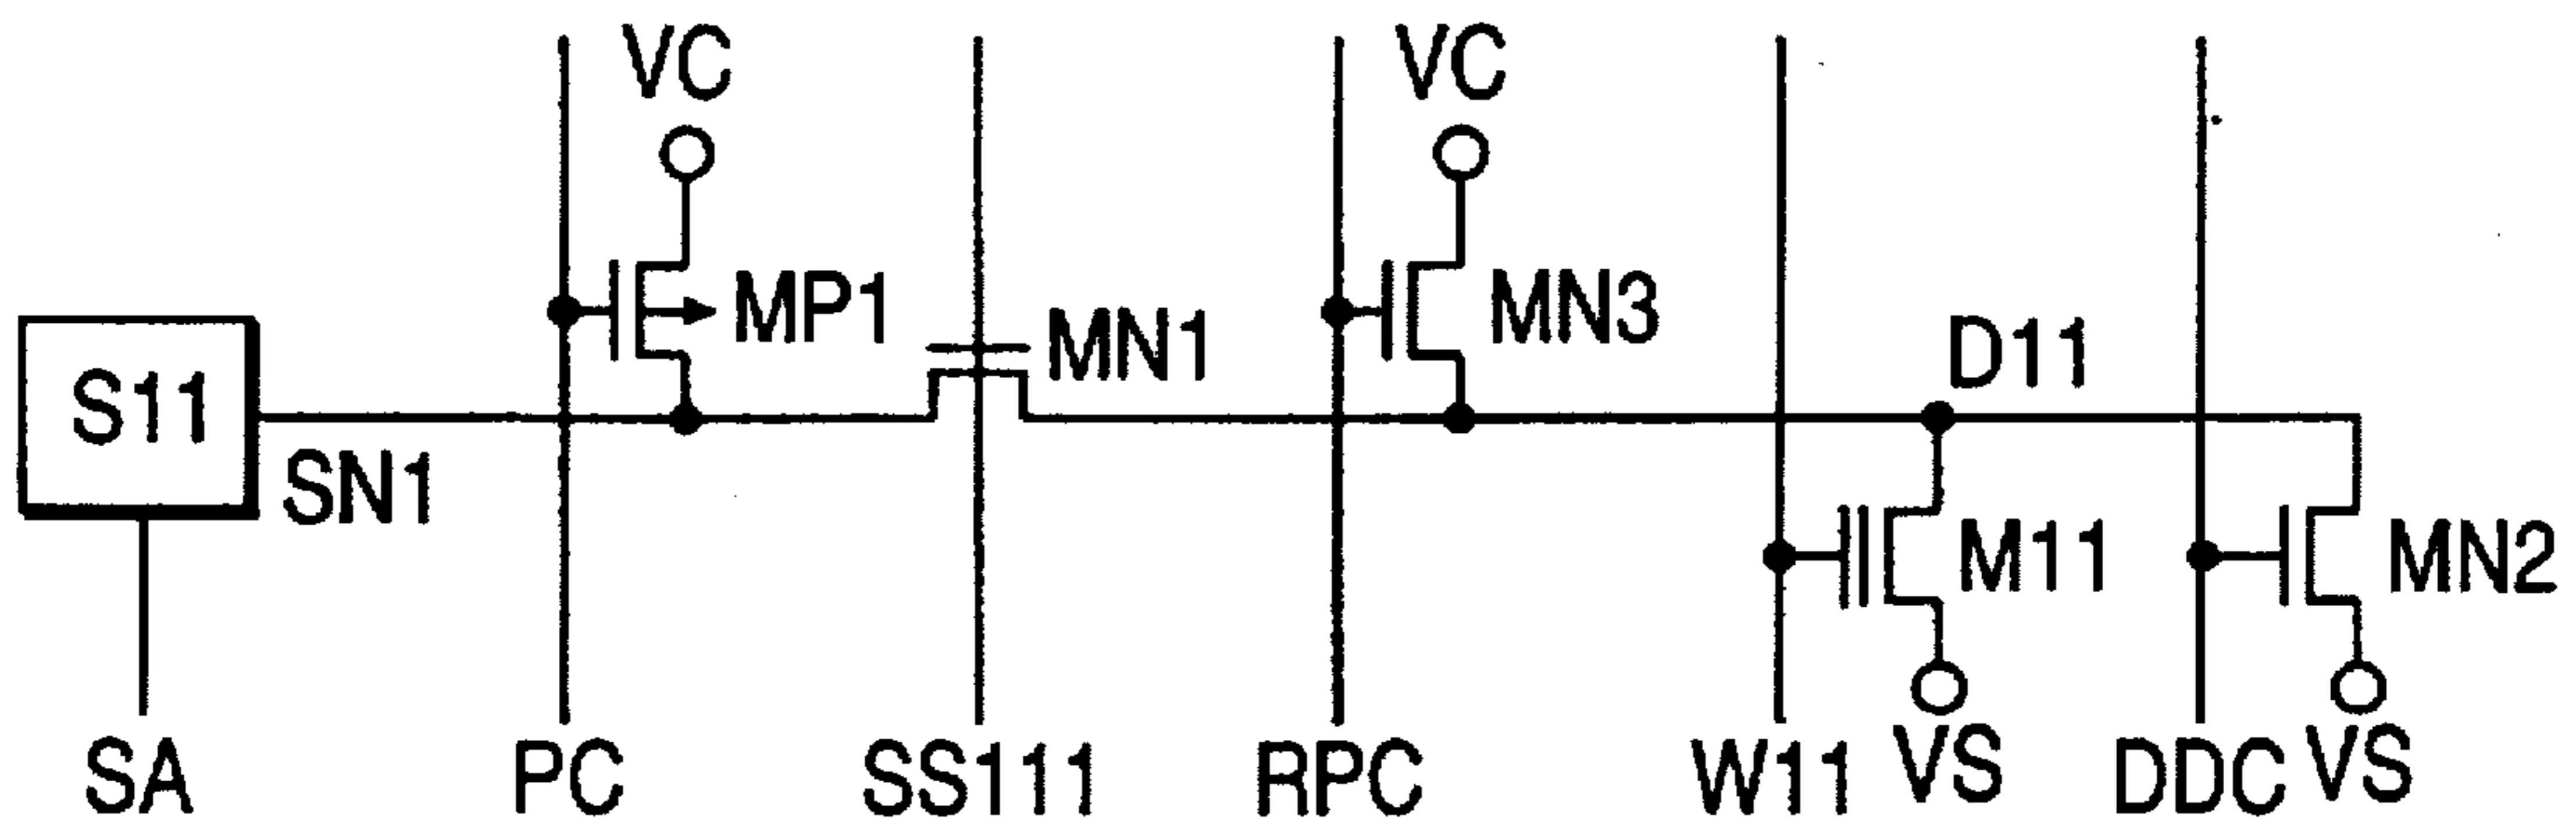 VC VC
MP1 MN1 MN3 D11
S11
SN1 M11 MN2
SA PC SS111 RPC W11 VS DDC VS